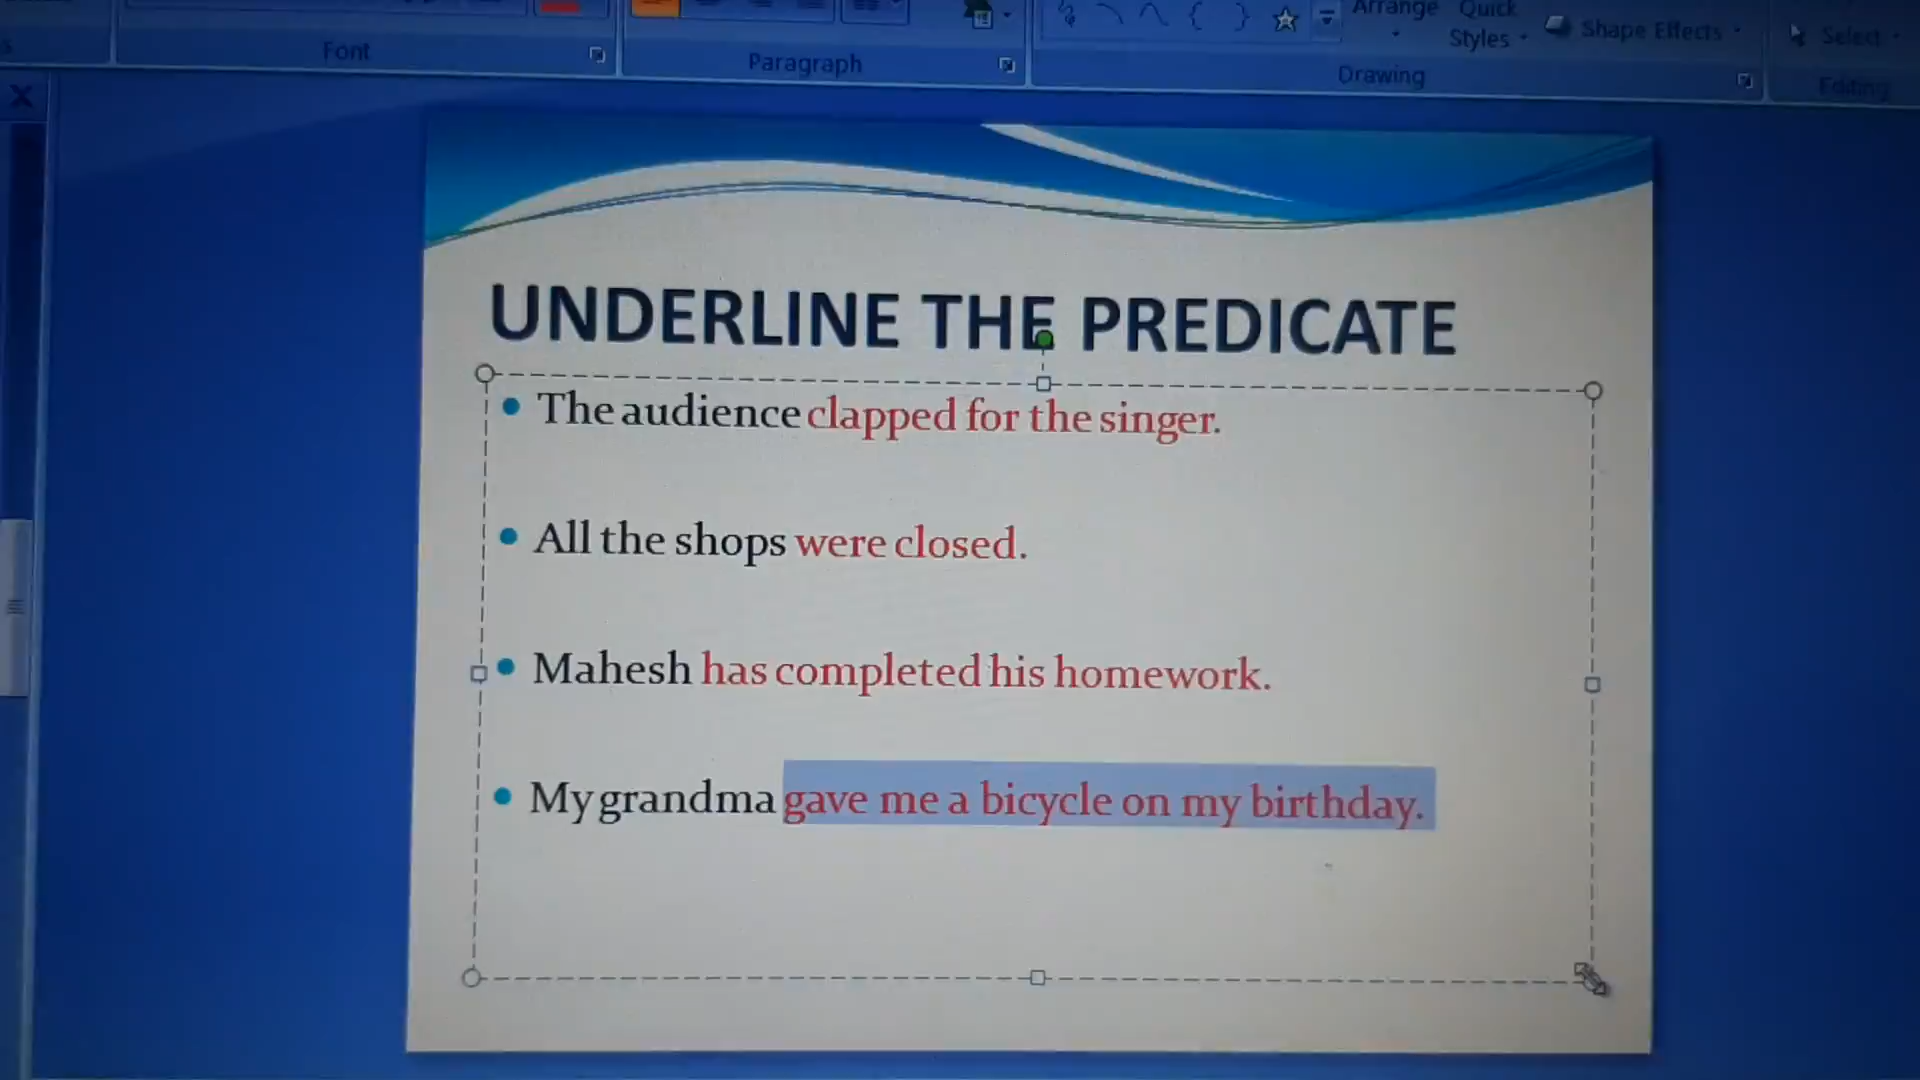 Font
Paragraph
Drawing
Arrange
Quick
Styles
Shape Effects
Select
Editing
UNDERLINE THE PREDICATE
The audience clapped for the singer.
All the shops were closed.
Mahesh has completed his homework.
My grandma gave me a bicycle on my birthday.